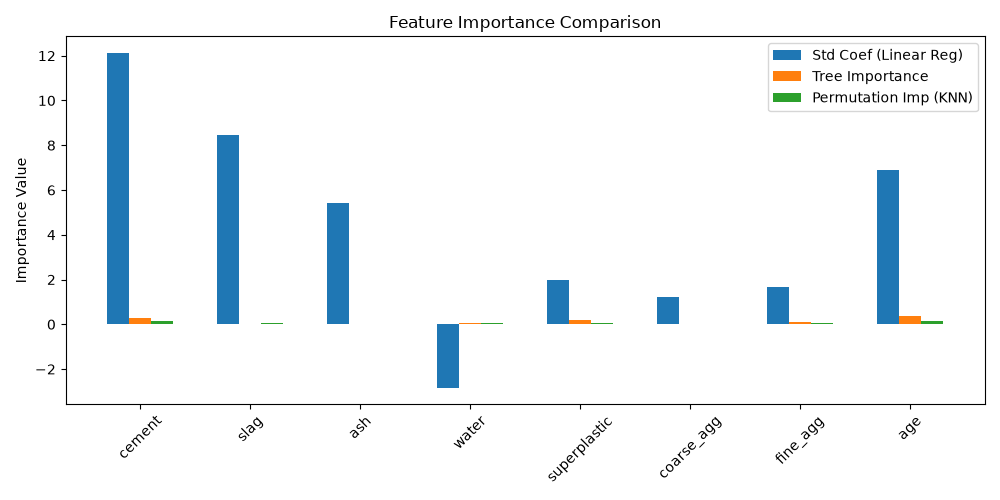 Feature Importance Comparison
Std Coef (Linear Reg)
Tree Importance
Permutation Imp (KNN)
Importance Value
12
10
8
6
4
2
0
−2
cement
slag
ash
water
superplastic
coarse_agg
fine_agg
age